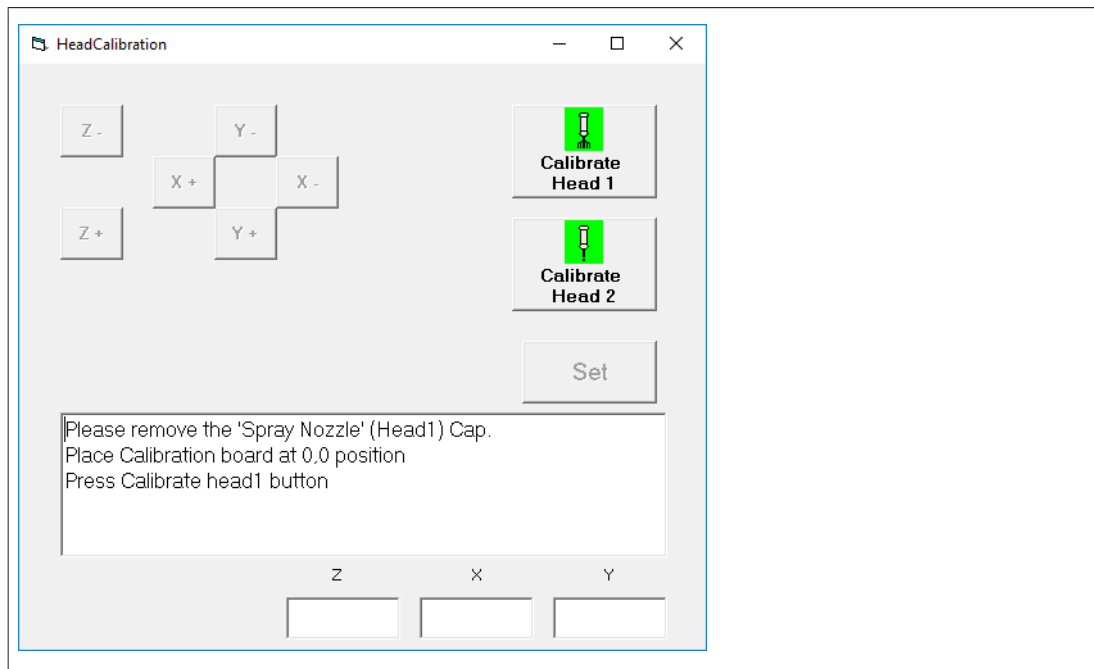 HeadCalibration
Z -
Y -
X +
X -
Z +
Y +
Calibrate
Head 1
Calibrate
Head 2
Set
Please remove the 'Spray Nozzle' (Head1) Cap.
Place Calibration board at 0,0 position
Press Calibrate head1 button
Z X Y